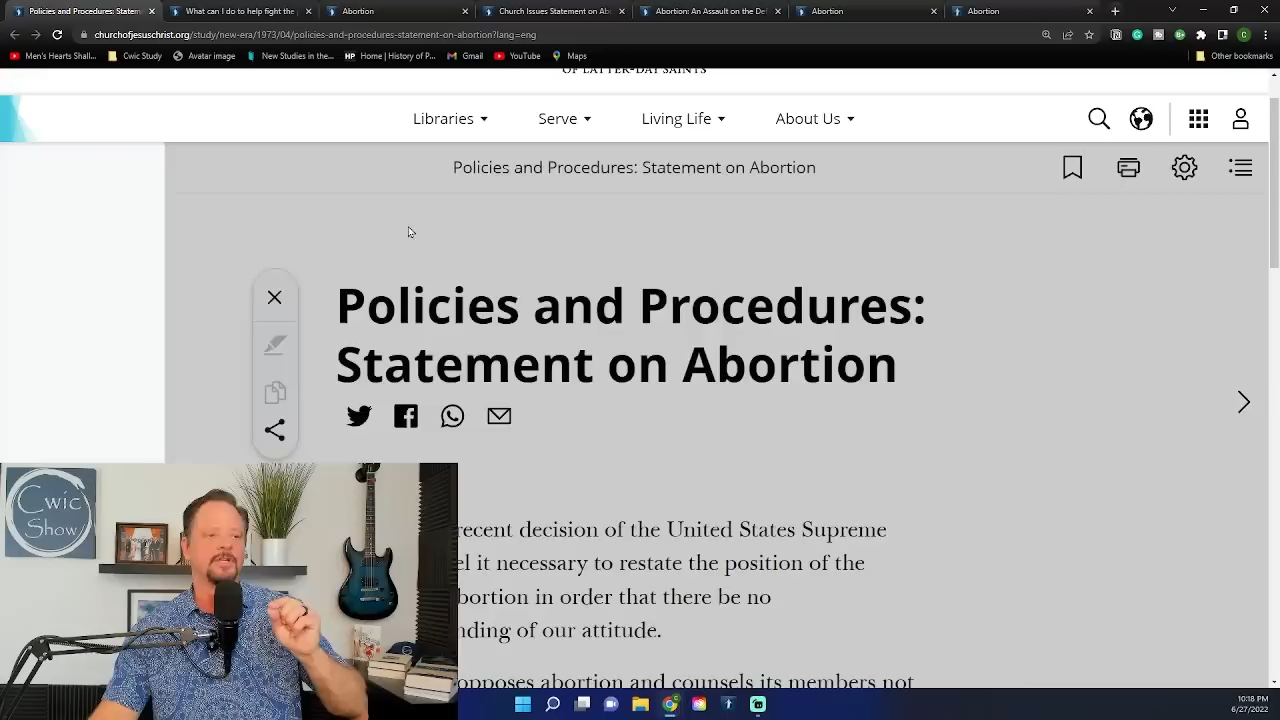 Policies and Procedures: Statem
What can I do to help fight the
Abortion
Church Issues Statement on Ab
Abortion: An Assault on the De
Abortion
Abortion
churchofjesuschrist.org/study/new-era/1973/04/policies-and-procedures-statement-on-abortion?lang=eng
Men's Hearts Shall...
Cwic Study
Avatar image
New Studies in the...
HP Home | History of P...
Gmail
YouTube
Maps
Other bookmarks
OF LATTER-DAY SAINTS
Libraries
Serve
Living Life
About Us
Policies and Procedures: Statement on Abortion
Policies and Procedures:
Statement on Abortion
recent decision of the United States Supreme
el it necessary to restate the position of the
bortion in order that there be no
nding of our attitude.
opposes abortion and counsels its members not
Cwic
Show
10:18 PM
6/27/2022